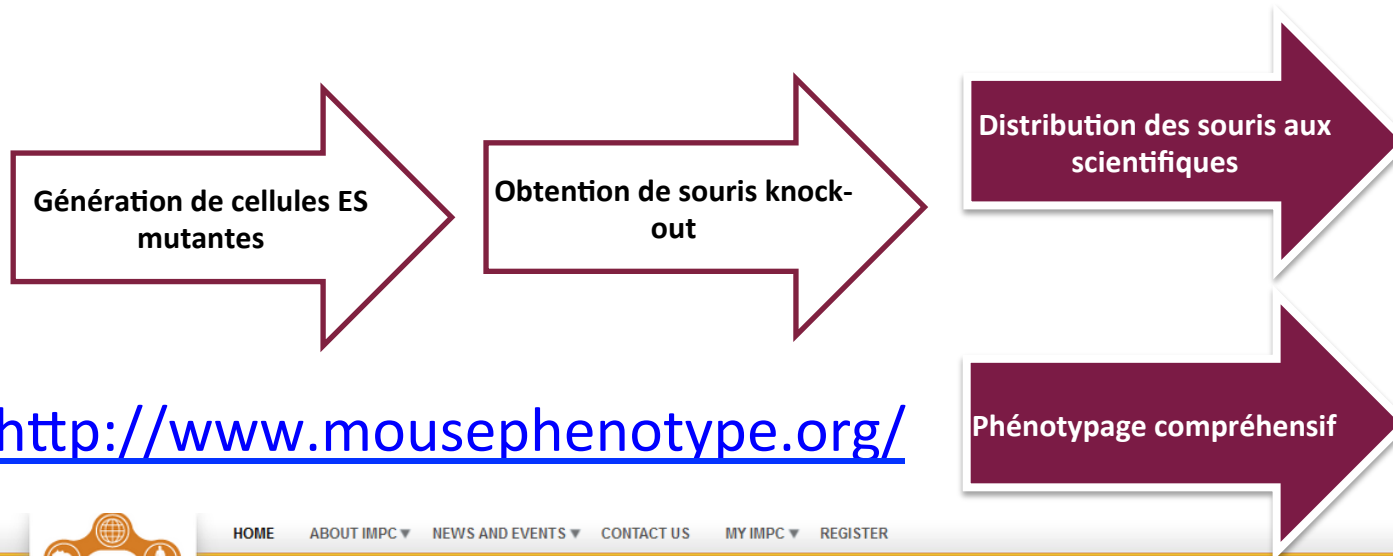 Génération de cellules ES
mutantes
Obtention de souris knock-
out
Distribution des souris aux
scientifiques
Phénotypage compréhensif
http://www.mousephenotype.org/
HOME ABOUT IMPC ▼ NEWS AND EVENTS ▼ CONTACT US MY IMPC ▼ REGISTER